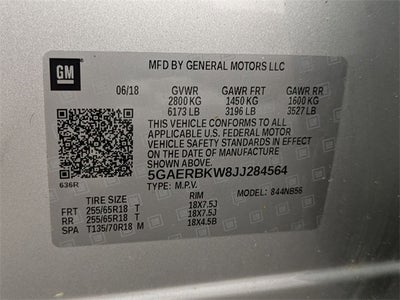 GM
MFD BY GENERAL MOTORS LLC
06/18 GVWR GAWR FRT GAWR RR
2800 KG 1450 KG 1600 KG
6173 LB 3196 LB 3527 LB
THIS VEHICLE CONFORMS TO ALL
APPLICABLE U.S. FEDERAL MOTOR
VEHICLE SAFETY STANDARDS IN EFFECT
ON THE DATE OF MANUFACTURE SHOWN ABOVE.
5GAERBKW8JJ284564
636R TYPE: M.P.V. MODEL: 844NB56
TIRE SIZE RIM
FRT 255/65R18 T 18X7.5J
RR 255/65R18 T 18X7.5J
SPA T135/70R18 M 18X4.5B